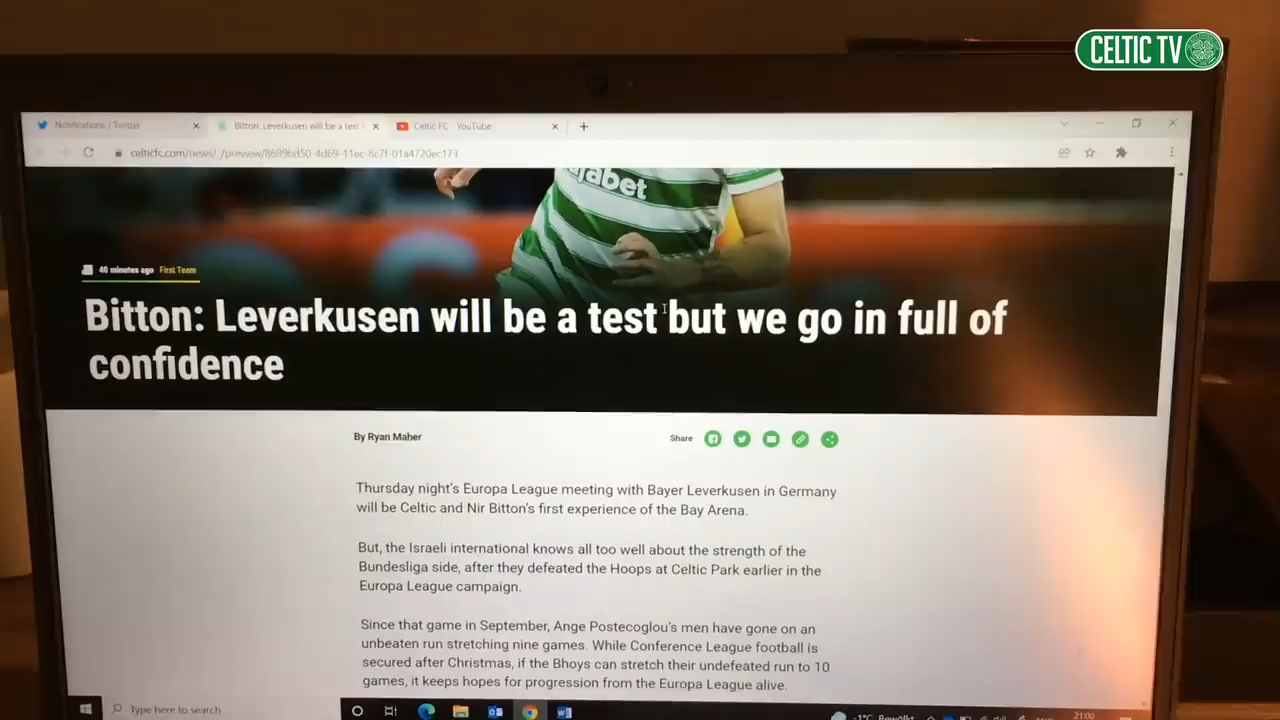 CELTIC TV
Notifications / Twitter
Bitton: Leverkusen will be a test
Celtic FC YouTube
celticfc.com/news/_/preview/8699bd50-4d69-11ec-8c7f-01a4720ec173
fabet
40 minutes ago First Team
Bitton: Leverkusen will be a test but we go in full of
confidence
By Ryan Maher
Share
Thursday night's Europa League meeting with Bayer Leverkusen in Germany
will be Celtic and Nir Bitton's first experience of the Bay Arena.
But, the Israeli international knows all too well about the strength of the
Bundesliga side, after they defeated the Hoops at Celtic Park earlier in the
Europa League campaign.
Since that game in September, Ange Postecoglou's men have gone on an
unbeaten run stretching nine games. While Conference League football is
secured after Christmas, if the Bhoys can stretch their undefeated run to 10
games, it keeps hopes for progression from the Europa League alive.
Type here to search
-1°C Bewölkt
21:00